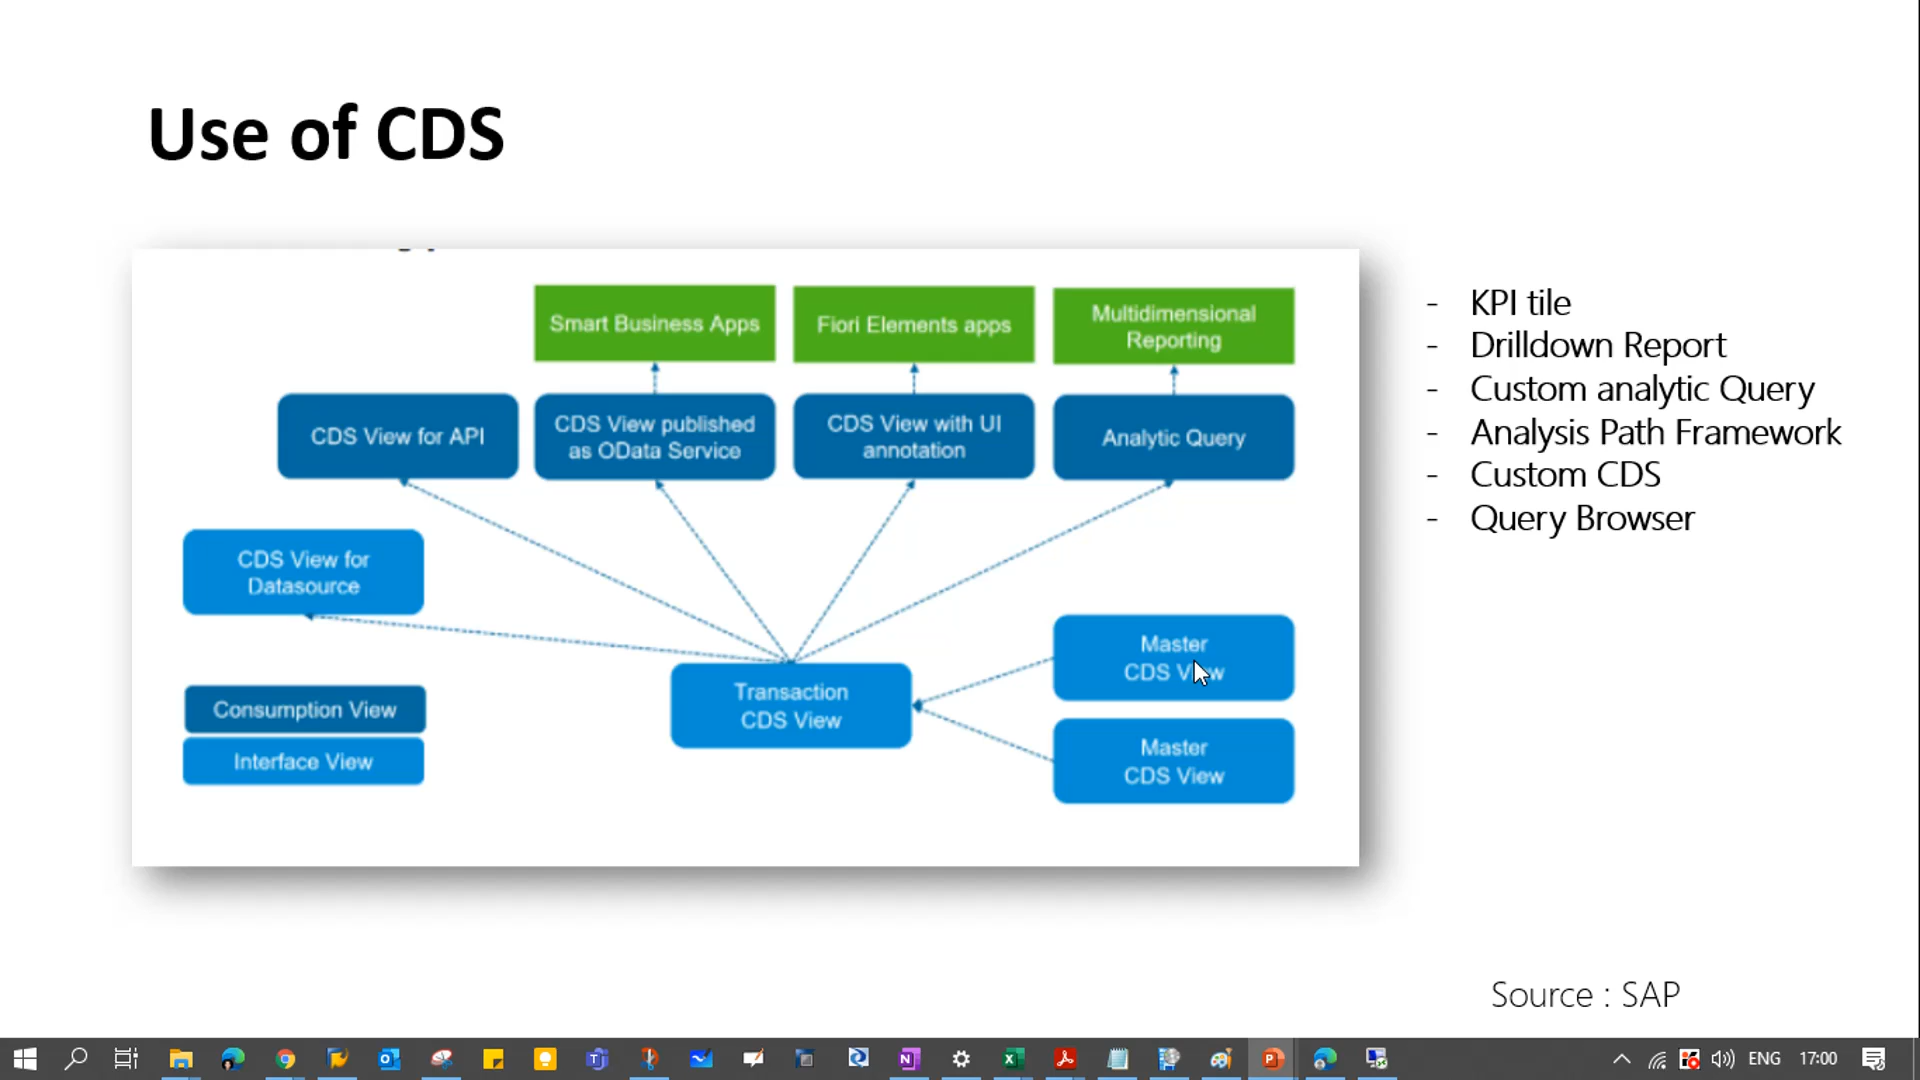 Use of CDS
Smart Business Apps
Fiori Elements apps
Multidimensional
Reporting
CDS View for API
CDS View published
as OData Service
CDS View with UI
annotation
Analytic Query
CDS View for
Datasource
Master
CDS View
Transaction
CDS View
Master
CDS View
Consumption View
Interface View
- KPI tile
- Drilldown Report
- Custom analytic Query
- Analysis Path Framework
- Custom CDS
- Query Browser
Source : SAP
ENG
17:00